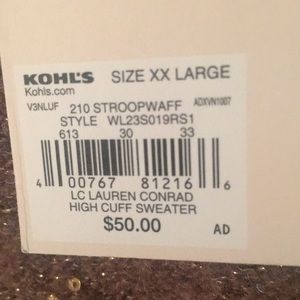 KOHL'S SIZE XX LARGE
Kohls.com
V3NLUF 210 STROOPWAFF ADXVN1007
STYLE WL23S019RS1
613 30 33
4 00767 81216 6
LC LAUREN CONRAD
HIGH CUFF SWEATER
$50.00 AD